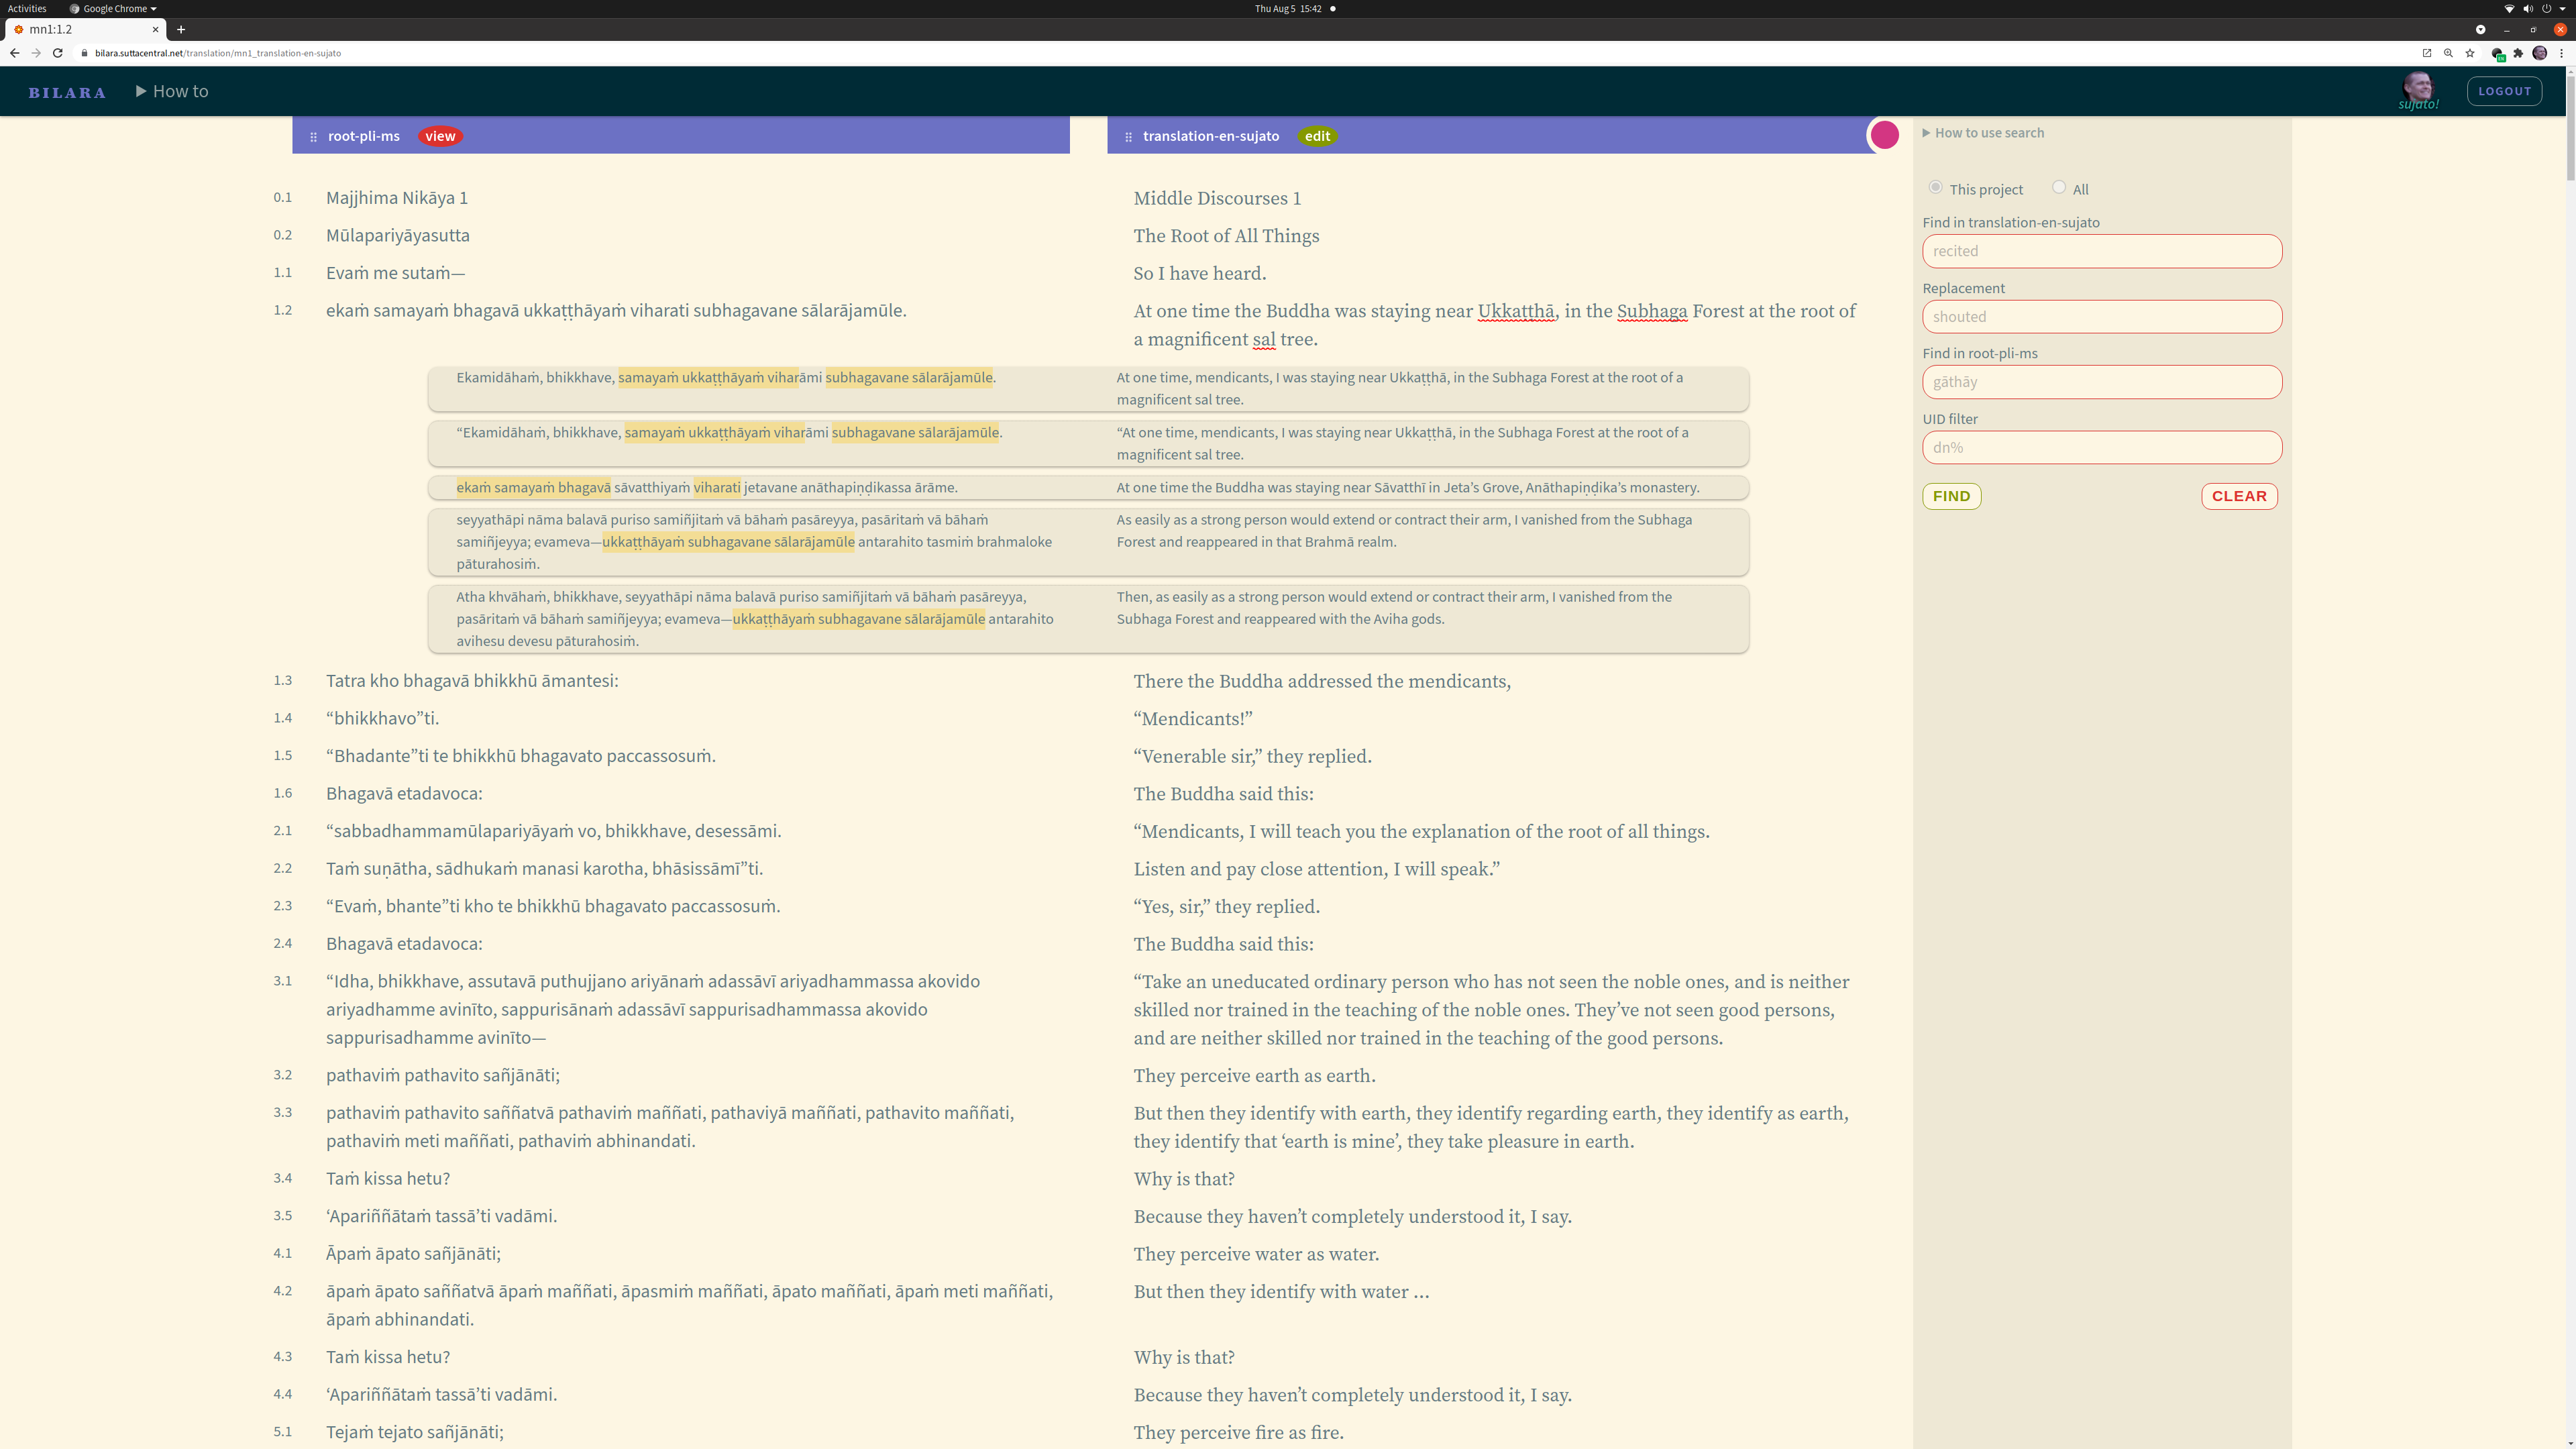 Activities Google Chrome Thu Aug 5 15:42
mn1:1.2
bilara.suttacentral.net/translation/mn1_translation-en-sujato
BILARA How to sujato! LOGOUT
root-pli-ms view translation-en-sujato edit
0.1 Majjhima Nikāya 1 Middle Discourses 1
0.2 Mūlapariyāyasutta The Root of All Things
1.1 Evaṁ me sutaṁ— So I have heard.
1.2 ekaṁ samayaṁ bhagavā ukkaṭṭhāyaṁ viharati subhagavane sālarājamūle. At one time the Buddha was staying near Ukkaṭṭhā, in the Subhaga Forest at the root of
a magnificent sal tree.
Ekamidāhaṁ, bhikkhave, samayaṁ ukkaṭṭhāyaṁ viharāmi subhagavane sālarājamūle. At one time, mendicants, I was staying near Ukkaṭṭhā, in the Subhaga Forest at the root of a
magnificent sal tree.
“Ekamidāhaṁ, bhikkhave, samayaṁ ukkaṭṭhāyaṁ viharāmi subhagavane sālarājamūle. “At one time, mendicants, I was staying near Ukkaṭṭhā, in the Subhaga Forest at the root of a
magnificent sal tree.
ekaṁ samayaṁ bhagavā sāvatthiyaṁ viharati jetavane anāthapiṇḍikassa ārāme. At one time the Buddha was staying near Sāvatthī in Jeta’s Grove, Anāthapiṇḍika’s monastery.
seyyathāpi nāma balavā puriso samiñjitaṁ vā bāhaṁ pasāreyya, pasāritaṁ vā bāhaṁ As easily as a strong person would extend or contract their arm, I vanished from the Subhaga
samiñjeyya; evameva—ukkaṭṭhāyaṁ subhagavane sālarājamūle antarahito tasmiṁ brahmaloke Forest and reappeared in that Brahmā realm.
pāturahosiṁ.
Atha khvāhaṁ, bhikkhave, seyyathāpi nāma balavā puriso samiñjitaṁ vā bāhaṁ pasāreyya, Then, as easily as a strong person would extend or contract their arm, I vanished from the
pasāritaṁ vā bāhaṁ samiñjeyya; evameva—ukkaṭṭhāyaṁ subhagavane sālarājamūle antarahito Subhaga Forest and reappeared with the Aviha gods.
avihesu devesu pāturahosiṁ.
1.3 Tatra kho bhagavā bhikkhū āmantesi: There the Buddha addressed the mendicants,
1.4 “bhikkhavo”ti. “Mendicants!”
1.5 “Bhadante”ti te bhikkhū bhagavato paccassosuṁ. “Venerable sir,” they replied.
1.6 Bhagavā etadavoca: The Buddha said this:
2.1 “sabbadhammamūlapariyāyaṁ vo, bhikkhave, desessāmi. “Mendicants, I will teach you the explanation of the root of all things.
2.2 Taṁ suṇātha, sādhukaṁ manasi karotha, bhāsissāmī”ti. Listen and pay close attention, I will speak.”
2.3 “Evaṁ, bhante”ti kho te bhikkhū bhagavato paccassosuṁ. “Yes, sir,” they replied.
2.4 Bhagavā etadavoca: The Buddha said this:
3.1 “Idha, bhikkhave, assutavā puthujjano ariyānaṁ adassāvī ariyadhammassa akovido “Take an uneducated ordinary person who has not seen the noble ones, and is neither
ariyadhamme avinīto, sappurisānaṁ adassāvī sappurisadhammassa akovido skilled nor trained in the teaching of the noble ones. They’ve not seen good persons,
sappurisadhamme avinīto— and are neither skilled nor trained in the teaching of the good persons.
3.2 pathaviṁ pathavito sañjānāti; They perceive earth as earth.
3.3 pathaviṁ pathavito saññatvā pathaviṁ maññati, pathaviyā maññati, pathavito maññati, But then they identify with earth, they identify regarding earth, they identify as earth,
pathaviṁ meti maññati, pathaviṁ abhinandati. they identify that ‘earth is mine’, they take pleasure in earth.
3.4 Taṁ kissa hetu? Why is that?
3.5 ‘Apariññātaṁ tassā’ti vadāmi. Because they haven’t completely understood it, I say.
4.1 Āpaṁ āpato sañjānāti; They perceive water as water.
4.2 āpaṁ āpato saññatvā āpaṁ maññati, āpasmiṁ maññati, āpato maññati, āpaṁ meti maññati, But then they identify with water …
āpaṁ abhinandati.
4.3 Taṁ kissa hetu? Why is that?
4.4 ‘Apariññātaṁ tassā’ti vadāmi. Because they haven’t completely understood it, I say.
5.1 Tejaṁ tejato sañjānāti; They perceive fire as fire.
How to use search
This project All
Find in translation-en-sujato
recited
Replacement
shouted
Find in root-pli-ms
gāthāy
UID filter
dn%
FIND CLEAR